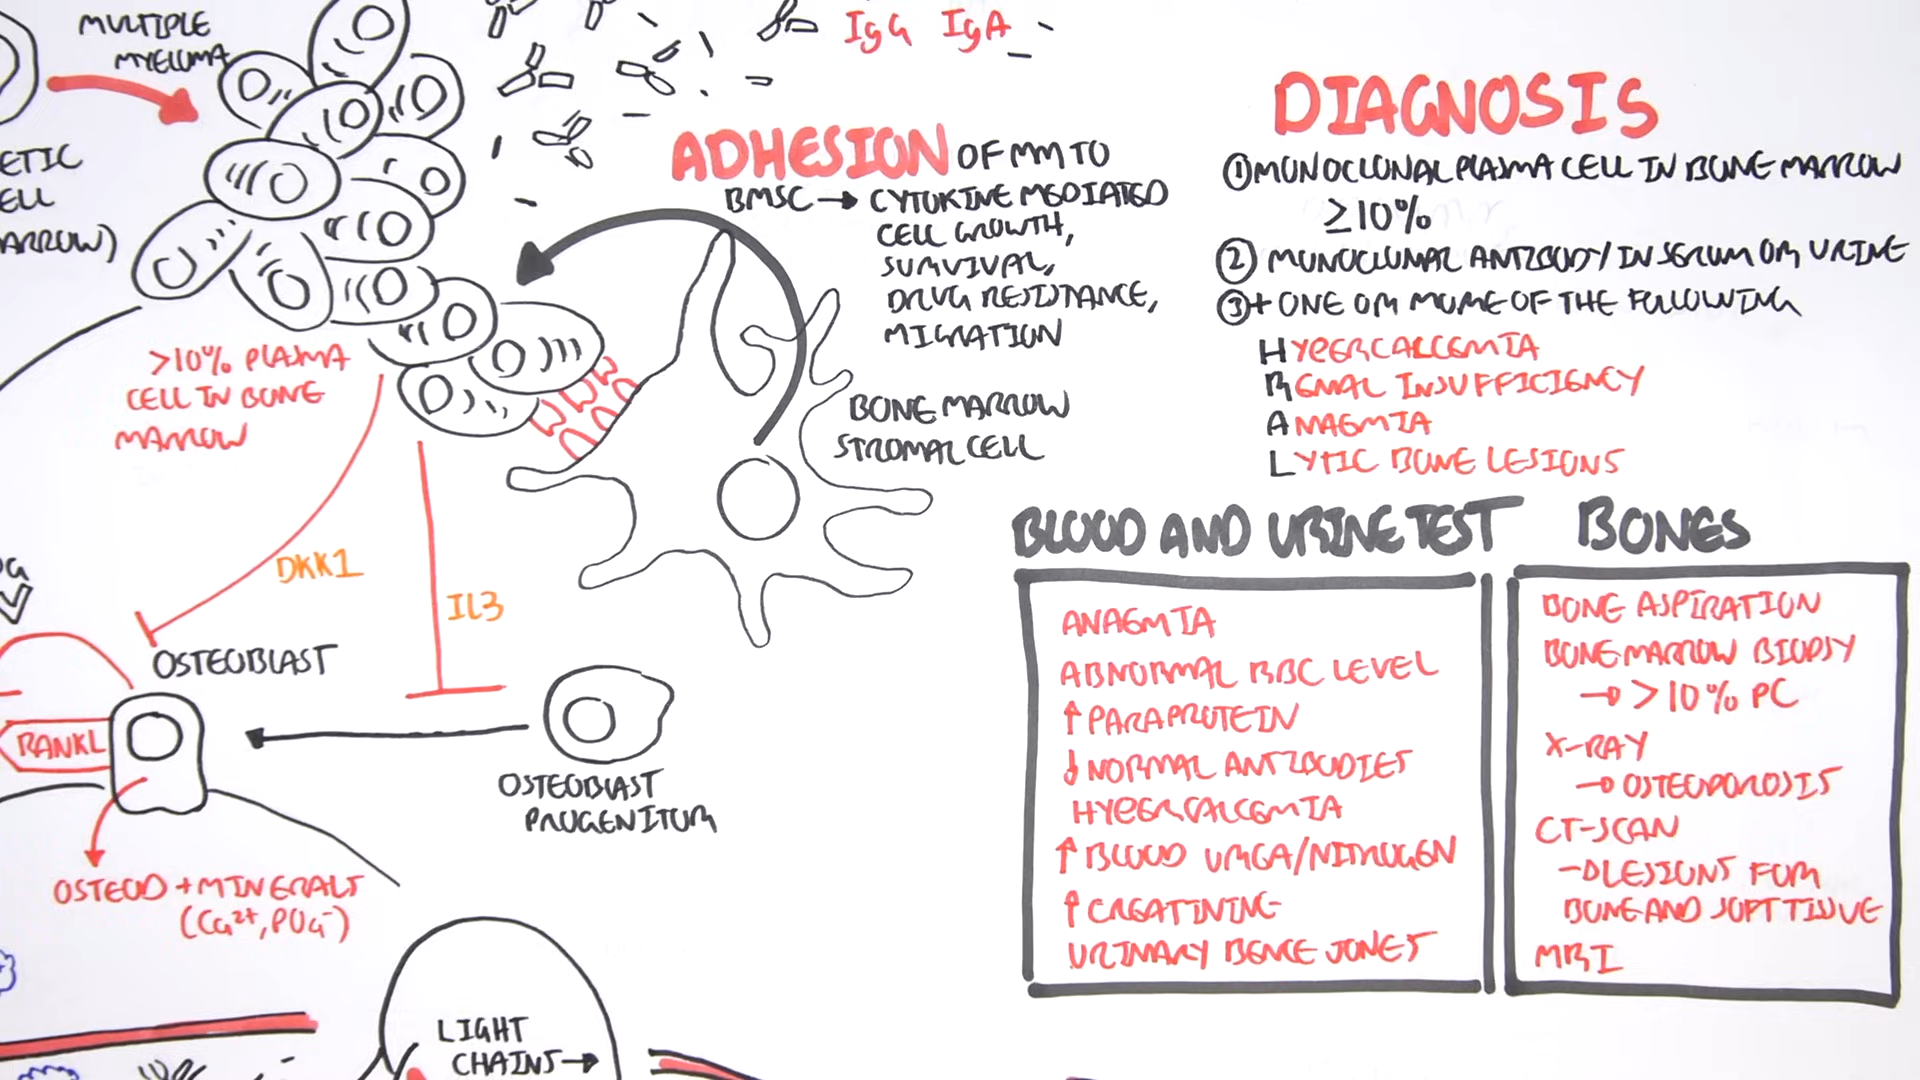 MULTIPLE
MYELOMA
IgG IgA
ETIC
ELL
ARROW)
>10% PLASMA
CELL IN BONE
MARROW
ADHESION OF MM TO
BMSC → CYTOKINE MEDIATED
CELL GROWTH,
SURVIVAL,
DRUG RESISTANCE,
MIGRATION
BONE MARROW
STROMAL CELL
DKK1
IL3
OSTEOBLAST
RANKL
OSTEOBLAST
PROGENITOR
OSTEOID + MINERALS
(Ca²⁺, PO₄⁻)
LIGHT
CHAINS →
DIAGNOSIS
① MONOCLONAL PLASMA CELL IN BONE MARROW
≥10%
② MONOCLONAL ANTIBODY IN SERUM OR URINE
③ + ONE OR MORE OF THE FOLLOWING
HYPERCALCEMIA
RENAL INSUFFICIENCY
ANAEMIA
LYTIC BONE LESIONS
BLOOD AND URINE TEST
ANAEMIA
ABNORMAL RBC LEVEL
↑ PARAPROTEIN
↓ NORMAL ANTIBODIES
HYPERCALCEMIA
↑ BLOOD UREA/NITROGEN
↑ CREATININE
URINARY BENCE JONES
BONES
BONE ASPIRATION
BONE MARROW BIOPSY
→ >10% PC
X-RAY
→ OSTEOPOROSIS
CT-SCAN
→ LESIONS FOR
BONE AND SOFT TISSUE
MRI